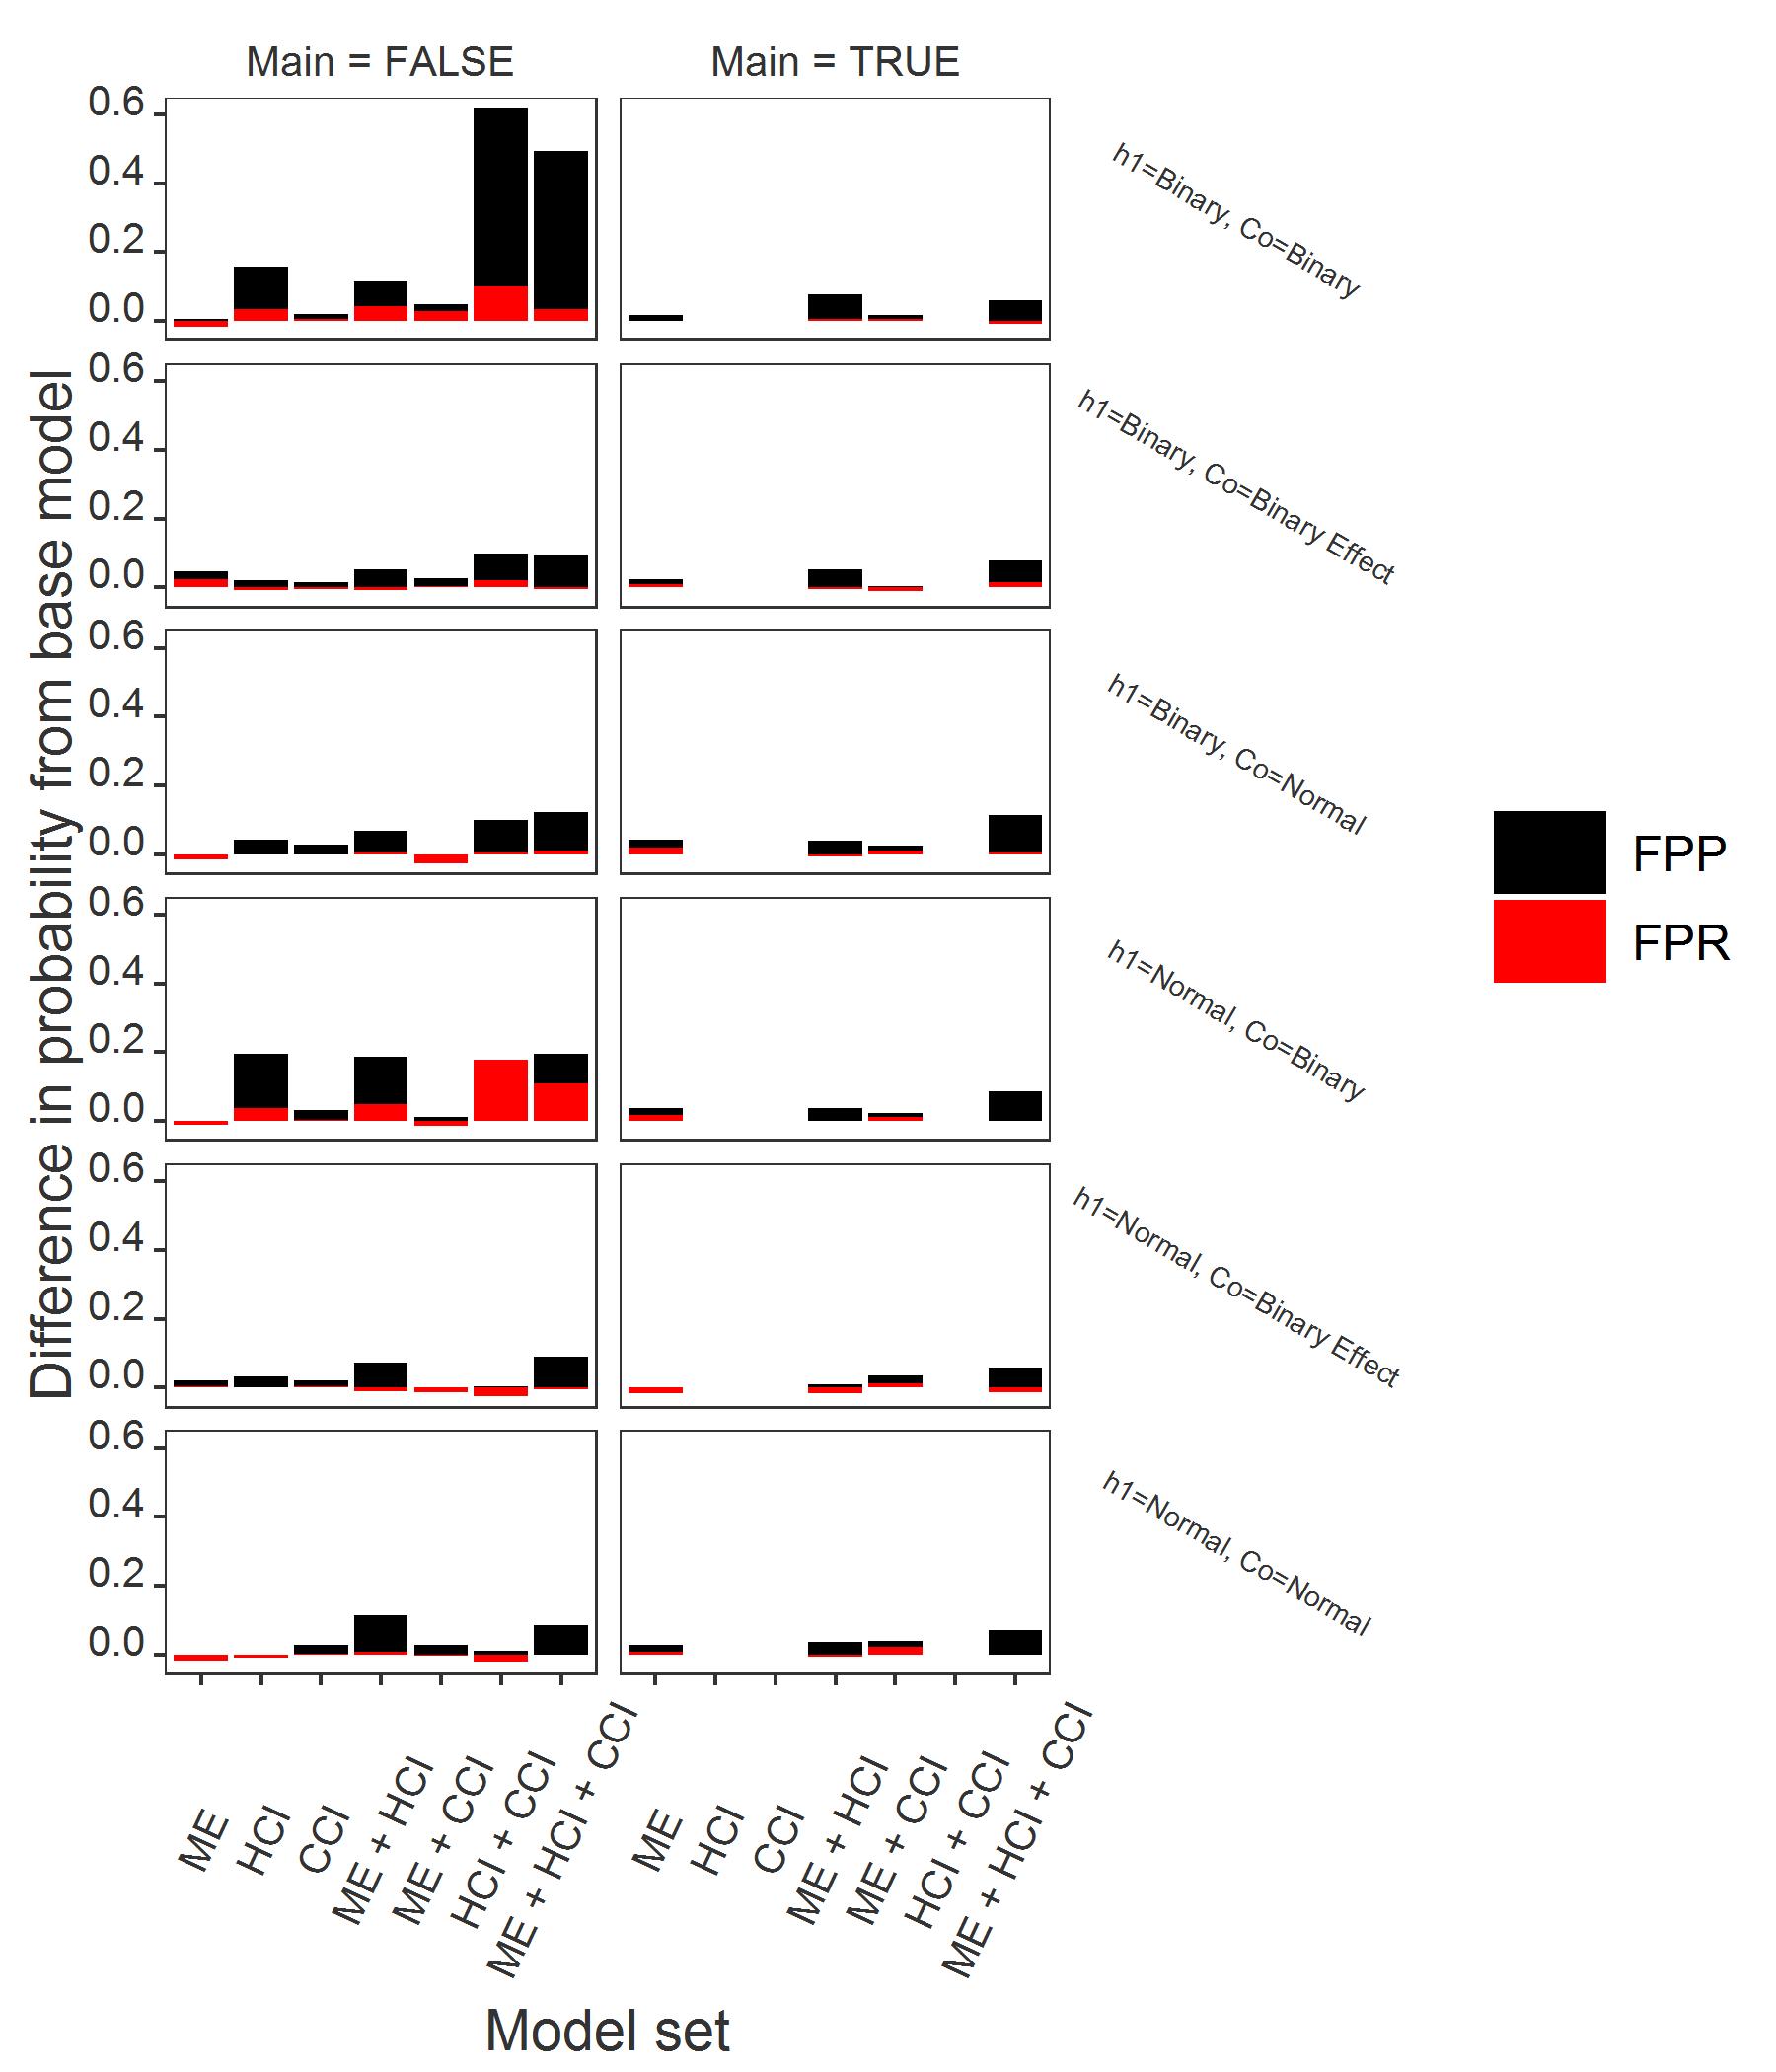 Main = FALSE
Main = TRUE
Difference in probability from base model
0.6
0.4
0.2
0.0
h1=Binary, Co=Binary
0.6
0.4
0.2
0.0
h1=Binary, Co=Binary Effect
0.6
0.4
0.2
0.0
h1=Binary, Co=Normal
0.6
0.4
0.2
0.0
h1=Normal, Co=Binary
0.6
0.4
0.2
0.0
h1=Normal, Co=Binary Effect
0.6
0.4
0.2
0.0
h1=Normal, Co=Normal
FPP
FPR
ME
HCI
CCI
ME + HCI
ME + CCI
HCI + CCI
ME + HCI + CCI
ME
HCI
CCI
ME + HCI
ME + CCI
HCI + CCI
ME + HCI + CCI
Model set